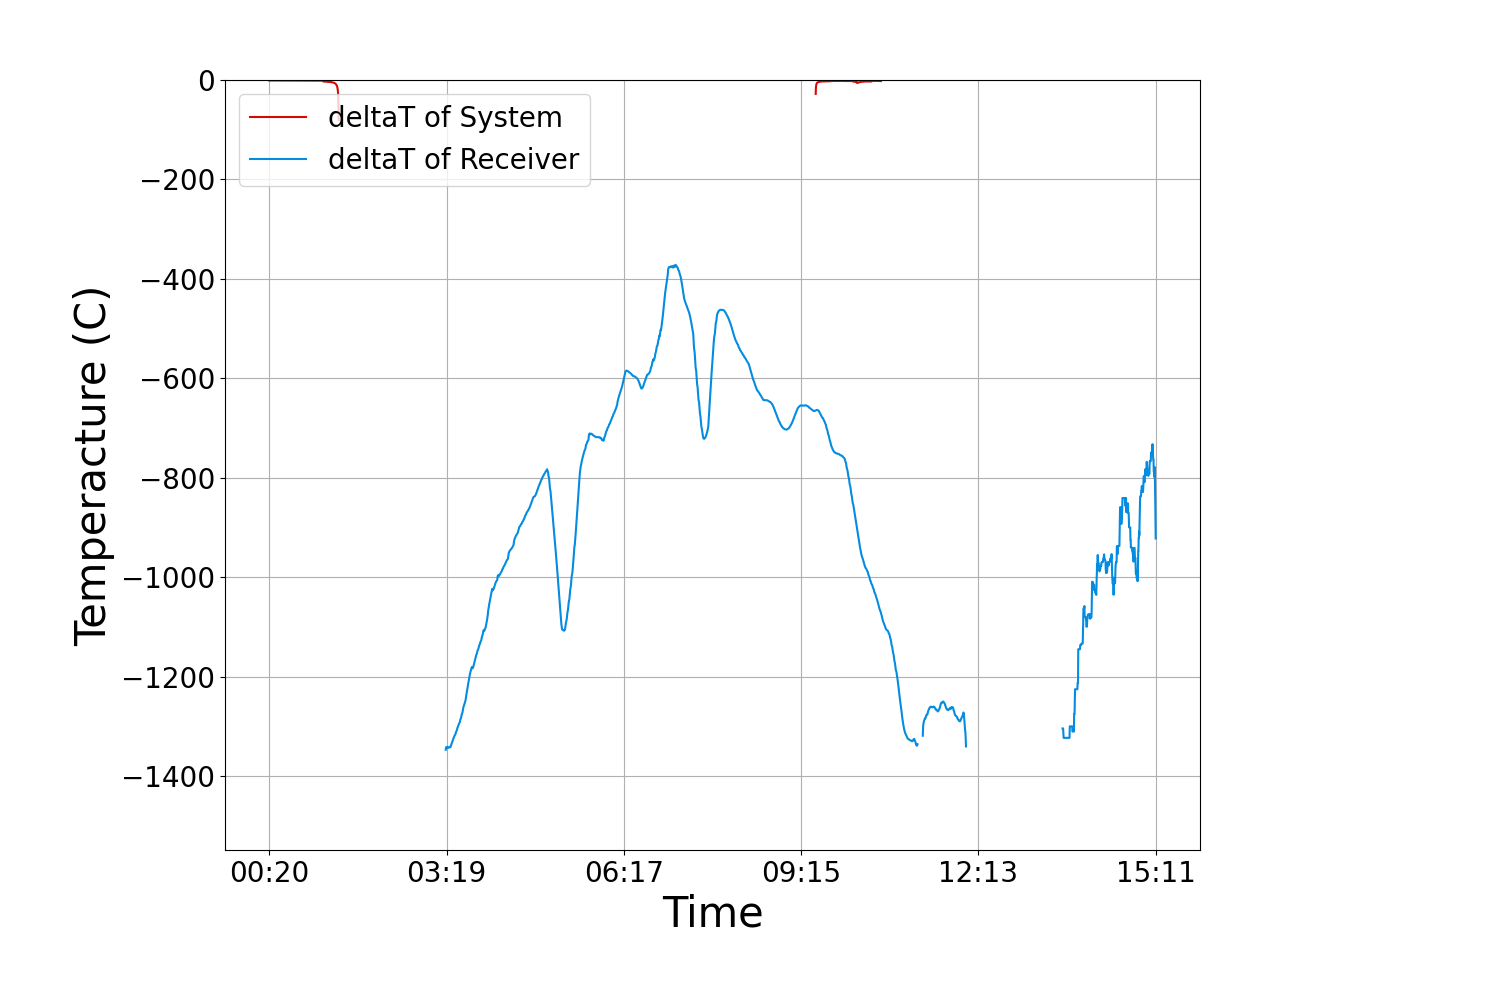 0
−200
−400
−600
−800
−1000
−1200
−1400
Temperacture (C)
deltaT of System
deltaT of Receiver
00:20 03:19 06:17 09:15 12:13 15:11
Time